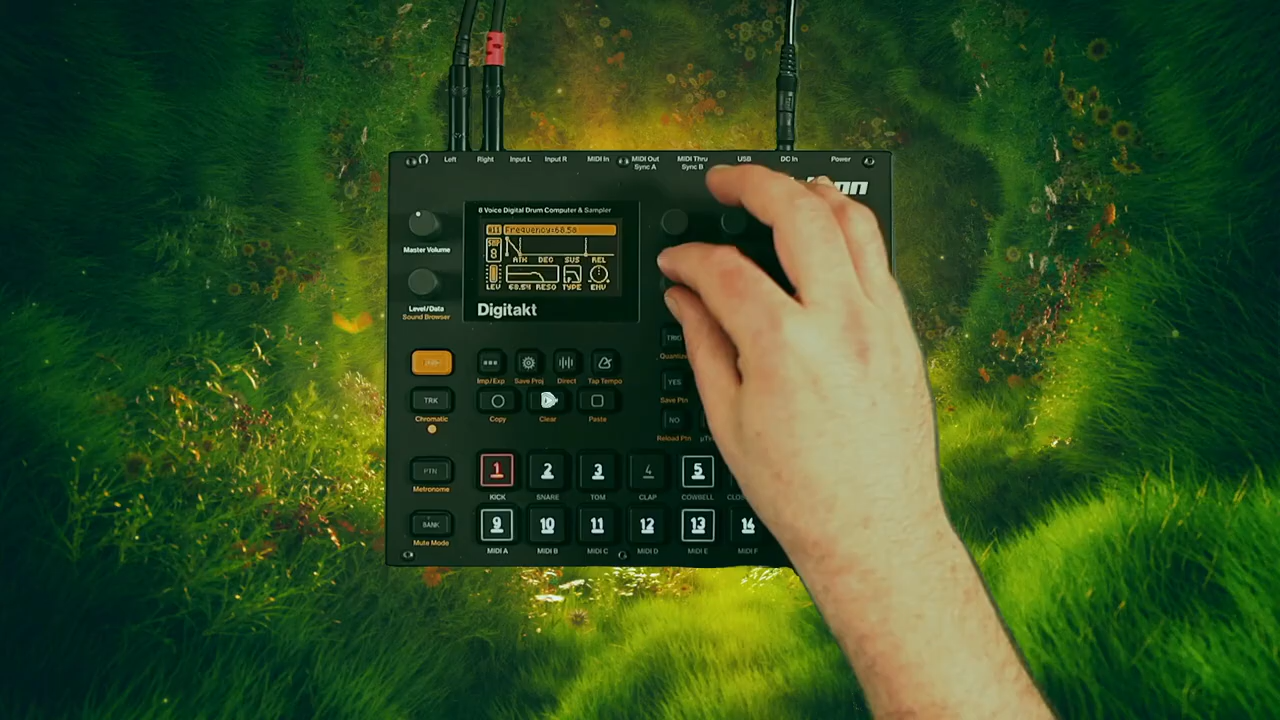 Left Right Input L Input R MIDI In MIDI Out MIDI Thru USB DC In Power
Sync A Sync B
8 Voice Digital Drum Computer & Sampler
A11 Frequency:68.50
8
ATK DEC SUS REL
LEV RESO TYPE ENV
Digitakt
Master Volume
Level/Data
Sound Browser
TRIG
Imp/Exp Save Proj Direct Tap Tempo
YES
Save Ptn
TRK
Copy Clear Paste
Chromatic
NO
Reload Ptn
PTN
Metronome
1 2 3 4 5
KICK SNARE TOM CLAP COWBELL
BANK
Mute Mode
9 10 11 12 13 14
MIDI A MIDI B MIDI C MIDI D MIDI E MIDI F